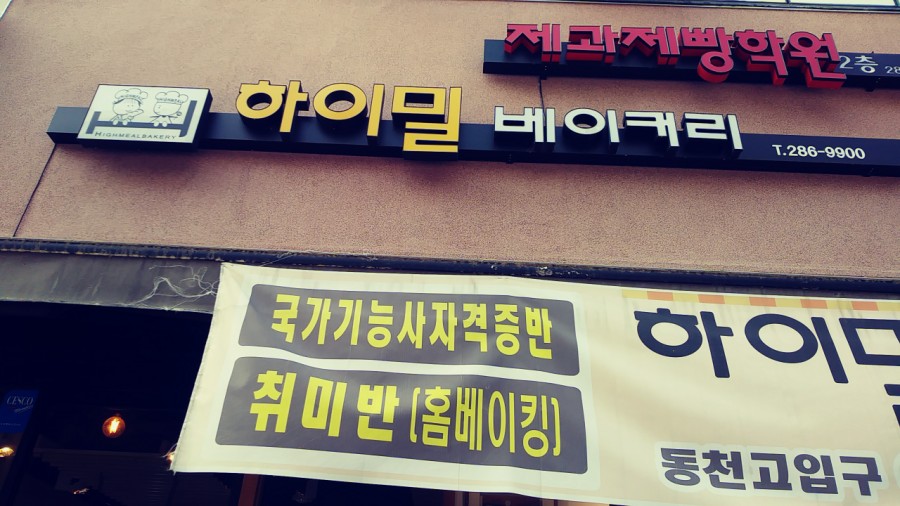 제과제빵학원 2층
HIGHMEALBAKERY
하이밀 베이커리 T.286-9900
국가기능사자격증반
취미반 (홈베이킹)
하이밀
동천고입구
CESCO